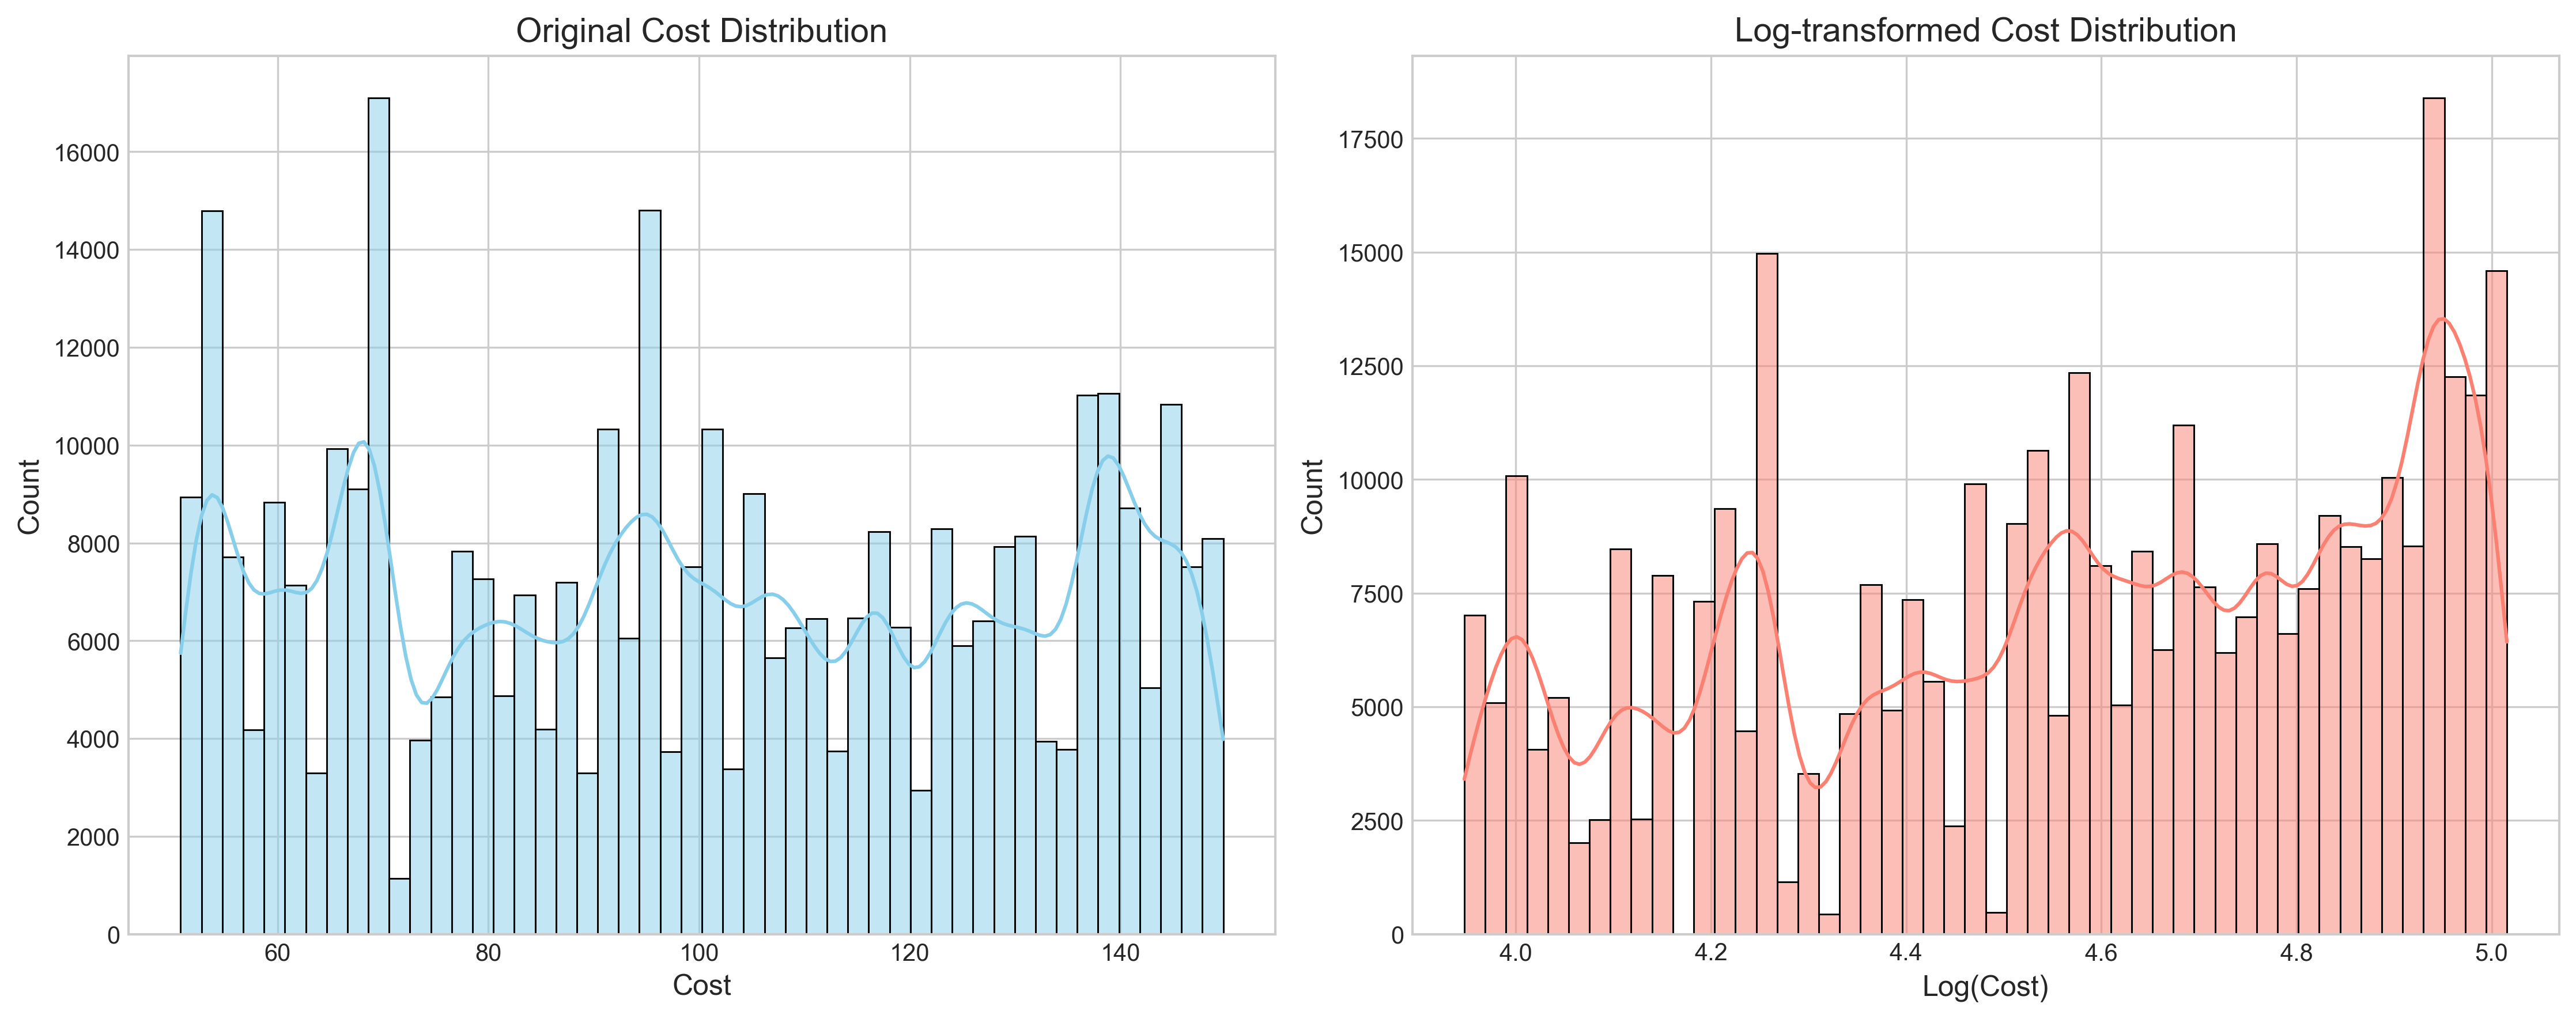 Original Cost Distribution
Count
16000
14000
12000
10000
8000
6000
4000
2000
0
60 80 100 120 140
Cost
Log-transformed Cost Distribution
Count
17500
15000
12500
10000
7500
5000
2500
0
4.0 4.2 4.4 4.6 4.8 5.0
Log(Cost)